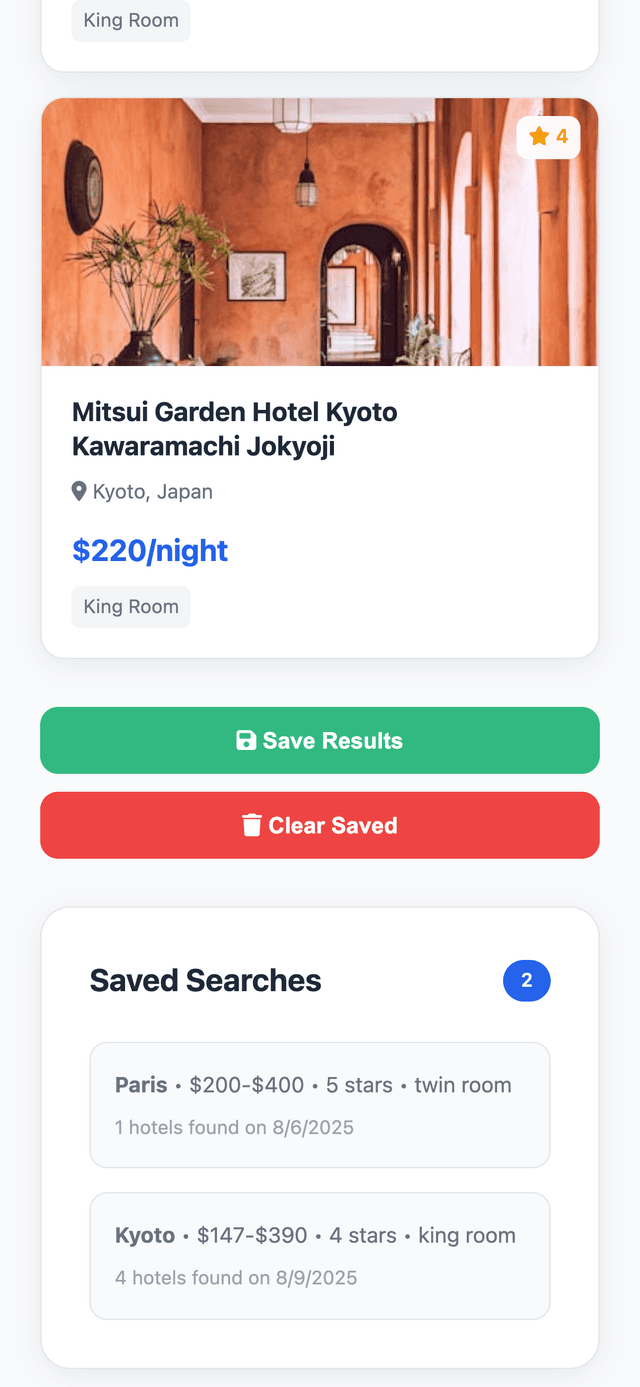 King Room
4
Mitsui Garden Hotel Kyoto
Kawaramachi Jokyoji
Kyoto, Japan
$220/night
King Room
Save Results
Clear Saved
Saved Searches
2
Paris • $200-$400 • 5 stars • twin room
1 hotels found on 8/6/2025
Kyoto • $147-$390 • 4 stars • king room
4 hotels found on 8/9/2025